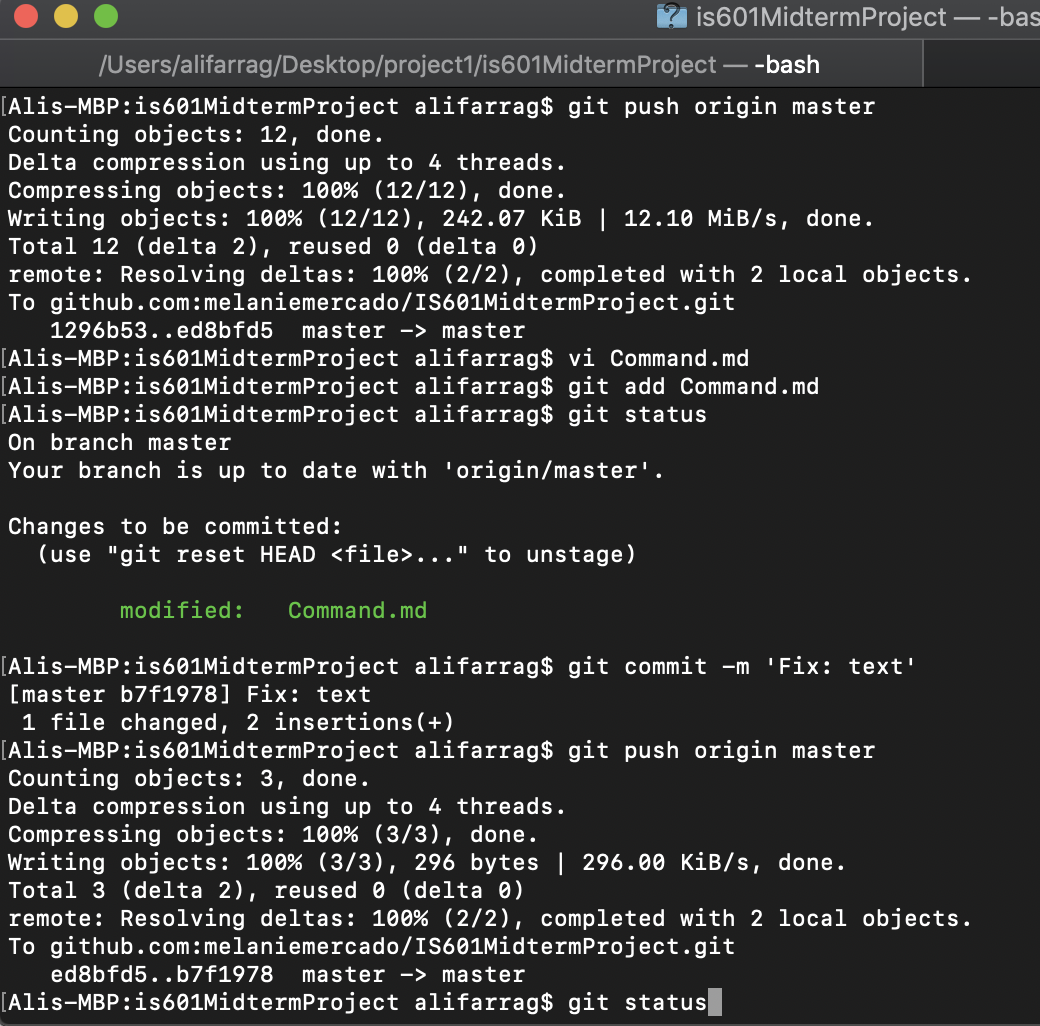 is601MidtermProject — -bas
/Users/alifarrag/Desktop/project1/is601MidtermProject — -bash
[Alis-MBP:is601MidtermProject alifarrag$ git push origin master
Counting objects: 12, done.
Delta compression using up to 4 threads.
Compressing objects: 100% (12/12), done.
Writing objects: 100% (12/12), 242.07 KiB | 12.10 MiB/s, done.
Total 12 (delta 2), reused 0 (delta 0)
remote: Resolving deltas: 100% (2/2), completed with 2 local objects.
To github.com:melaniemercado/IS601MidtermProject.git
   1296b53..ed8bfd5  master -> master
[Alis-MBP:is601MidtermProject alifarrag$ vi Command.md
[Alis-MBP:is601MidtermProject alifarrag$ git add Command.md
[Alis-MBP:is601MidtermProject alifarrag$ git status
On branch master
Your branch is up to date with 'origin/master'.
Changes to be committed:
  (use "git reset HEAD <file>..." to unstage)
        modified:   Command.md
[Alis-MBP:is601MidtermProject alifarrag$ git commit -m 'Fix: text'
[master b7f1978] Fix: text
 1 file changed, 2 insertions(+)
[Alis-MBP:is601MidtermProject alifarrag$ git push origin master
Counting objects: 3, done.
Delta compression using up to 4 threads.
Compressing objects: 100% (3/3), done.
Writing objects: 100% (3/3), 296 bytes | 296.00 KiB/s, done.
Total 3 (delta 2), reused 0 (delta 0)
remote: Resolving deltas: 100% (2/2), completed with 2 local objects.
To github.com:melaniemercado/IS601MidtermProject.git
   ed8bfd5..b7f1978  master -> master
[Alis-MBP:is601MidtermProject alifarrag$ git status